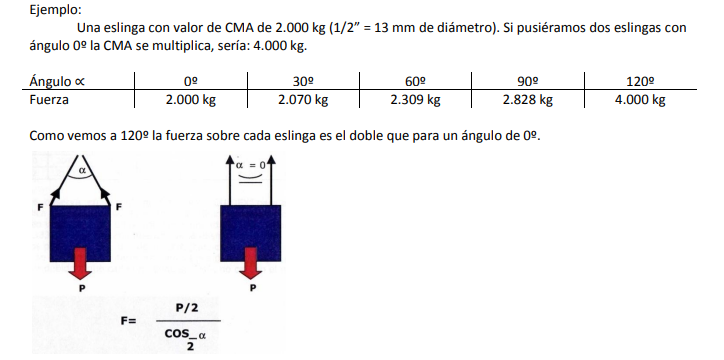 Ejemplo:
Una eslinga con valor de CMA de 2.000 kg (1/2” = 13 mm de diámetro). Si pusiéramos dos eslingas con
ángulo 0º la CMA se multiplica, sería: 4.000 kg.
Ángulo ∝ 0º 30º 60º 90º 120º
Fuerza 2.000 kg 2.070 kg 2.309 kg 2.828 kg 4.000 kg
Como vemos a 120º la fuerza sobre cada eslinga es el doble que para un ángulo de 0º.
α α = 0
F F
P P
P/2
F=
COS_α
2